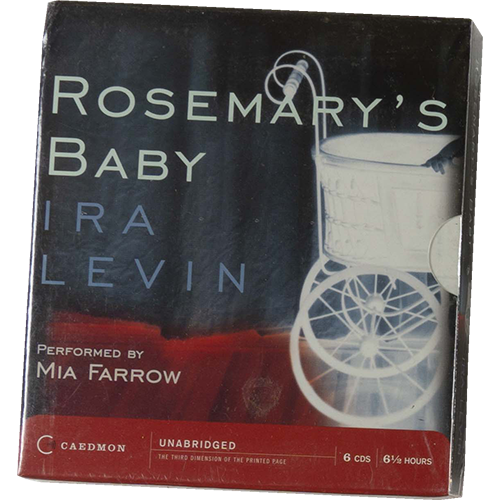 ROSEMARY'S
BABY
IRA
LEVIN
PERFORMED BY
MIA FARROW
CAEDMON
UNABRIDGED
THE THIRD DIMENSION OF THE PRINTED PAGE
6 CDS
6½ HOURS